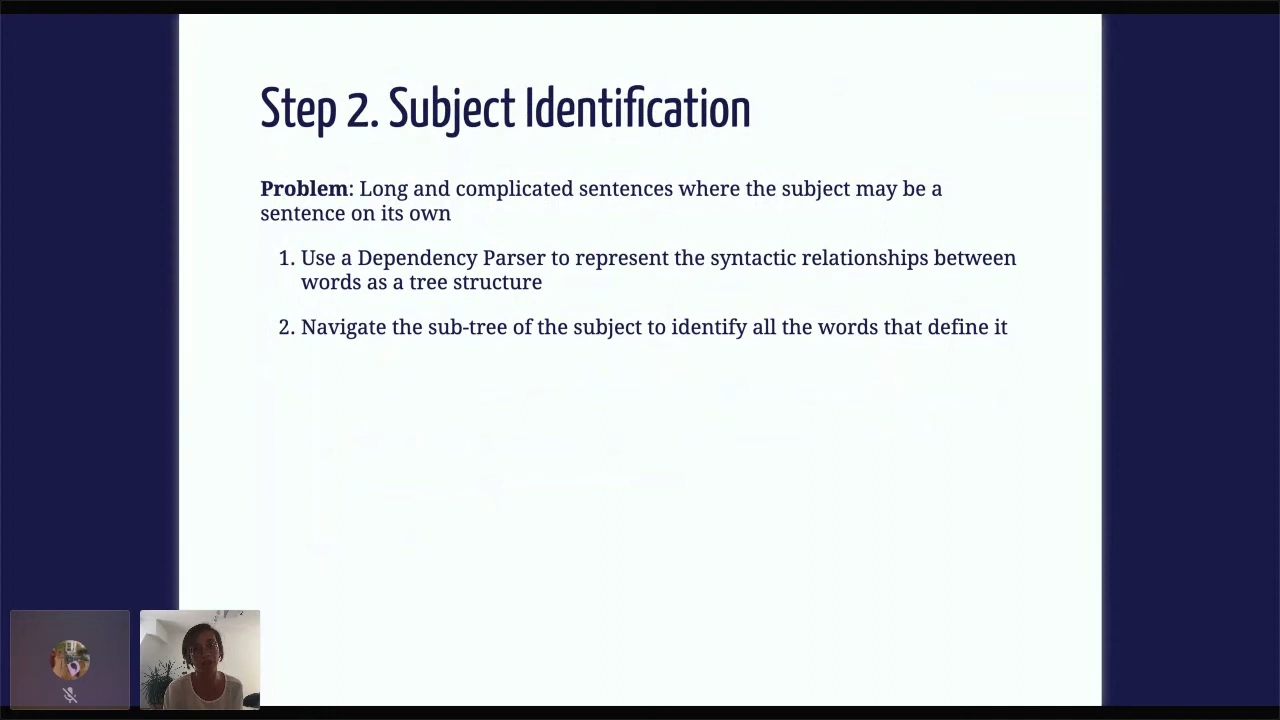 Step 2. Subject Identification
Problem: Long and complicated sentences where the subject may be a
sentence on its own
1. Use a Dependency Parser to represent the syntactic relationships between
words as a tree structure
2. Navigate the sub-tree of the subject to identify all the words that define it